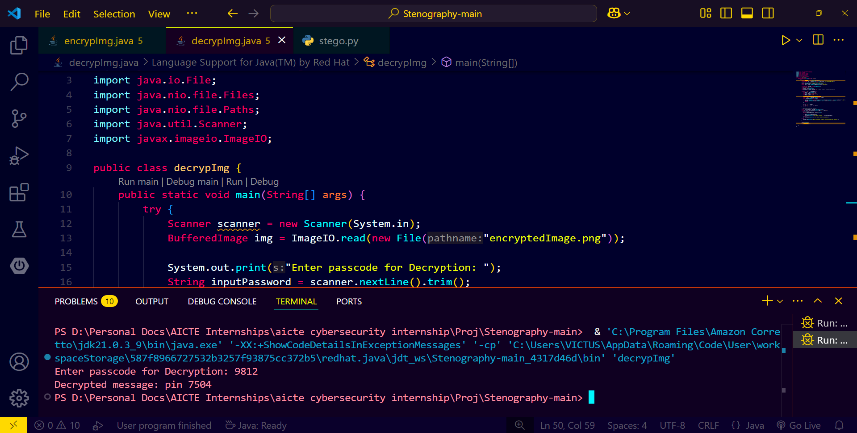 File Edit Selection View ··· Stenography-main
encrypImg.java 5 decrypImg.java 5 stego.py
decrypImg.java > Language Support for Java(TM) by Red Hat > decrypImg > main(String[])
3 import java.io.File;
4 import java.nio.file.Files;
5 import java.nio.file.Paths;
6 import java.util.Scanner;
7 import javax.imageio.ImageIO;
8
9 public class decrypImg {
Run main | Debug main | Run | Debug
10 public static void main(String[] args) {
11 try {
12 Scanner scanner = new Scanner(System.in);
13 BufferedImage img = ImageIO.read(new File(pathname:"encryptedImage.png"));
14
15 System.out.print(s:"Enter passcode for Decryption: ");
16 String inputPassword = scanner.nextLine().trim();
PROBLEMS 10 OUTPUT DEBUG CONSOLE TERMINAL PORTS
PS D:\Personal Docs\AICTE Internships\aicte cybersecurity internship\Proj\Stenography-main> & 'C:\Program Files\Amazon Corre
tto\jdk21.0.3_9\bin\java.exe' '-XX:+ShowCodeDetailsInExceptionMessages' '-cp' 'C:\Users\VICTUS\AppData\Roaming\Code\User\work
spaceStorage\587f8966727532b3257f93875cc372b5\redhat.java\jdt_ws\Stenography-main_4317d46d\bin' 'decrypImg'
Enter passcode for Decryption: 9812
Decrypted message: pin 7504
PS D:\Personal Docs\AICTE Internships\aicte cybersecurity internship\Proj\Stenography-main>
Run: ...
Run: ...
0 10 User program finished Java: Ready Ln 50, Col 59 Spaces: 4 UTF-8 CRLF {} Java Go Live